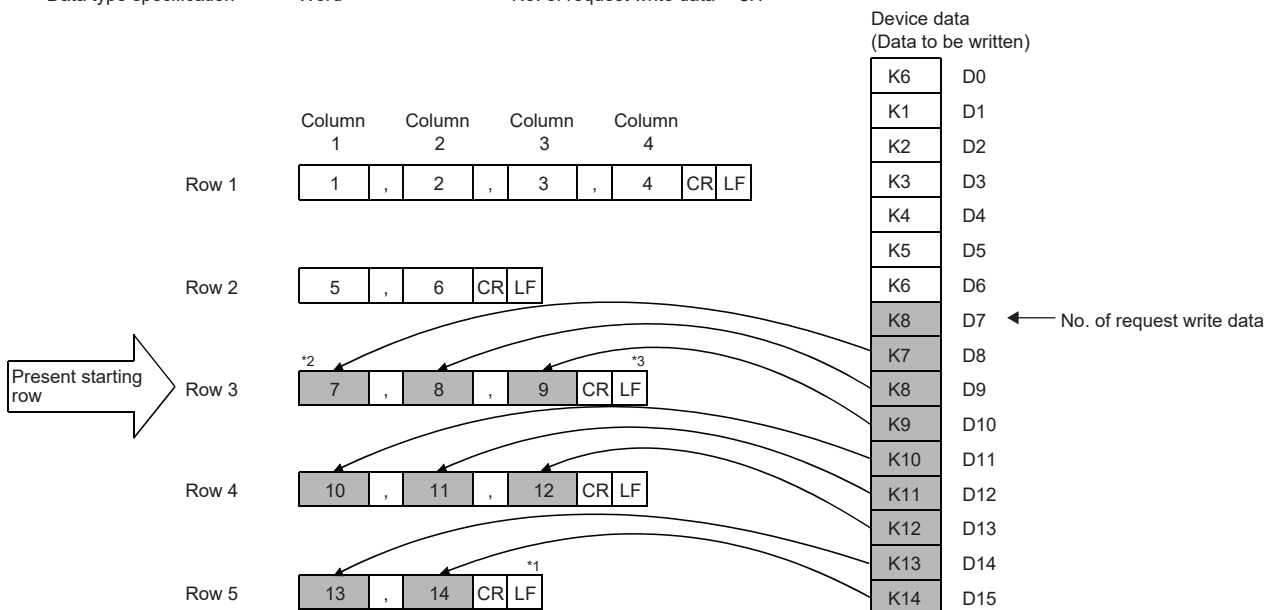 Device data
(Data to be written)
K6 D0
K1 D1
Column Column Column Column
1 2 3 4
K2 D2
Row 1 1 , 2 , 3 , 4 CR LF K3 D3
K4 D4
K5 D5
Row 2 5 , 6 CR LF K6 D6
K8 D7 No. of request write data
*2 *3 K7 D8
Present starting
row
Row 3 7 , 8 , 9 CR LF K8 D9
K9 D10
K10 D11
Row 4 10 , 11 , 12 CR LF K11 D12
K12 D13
*1 K13 D14
Row 5 13 , 14 CR LF K14 D15